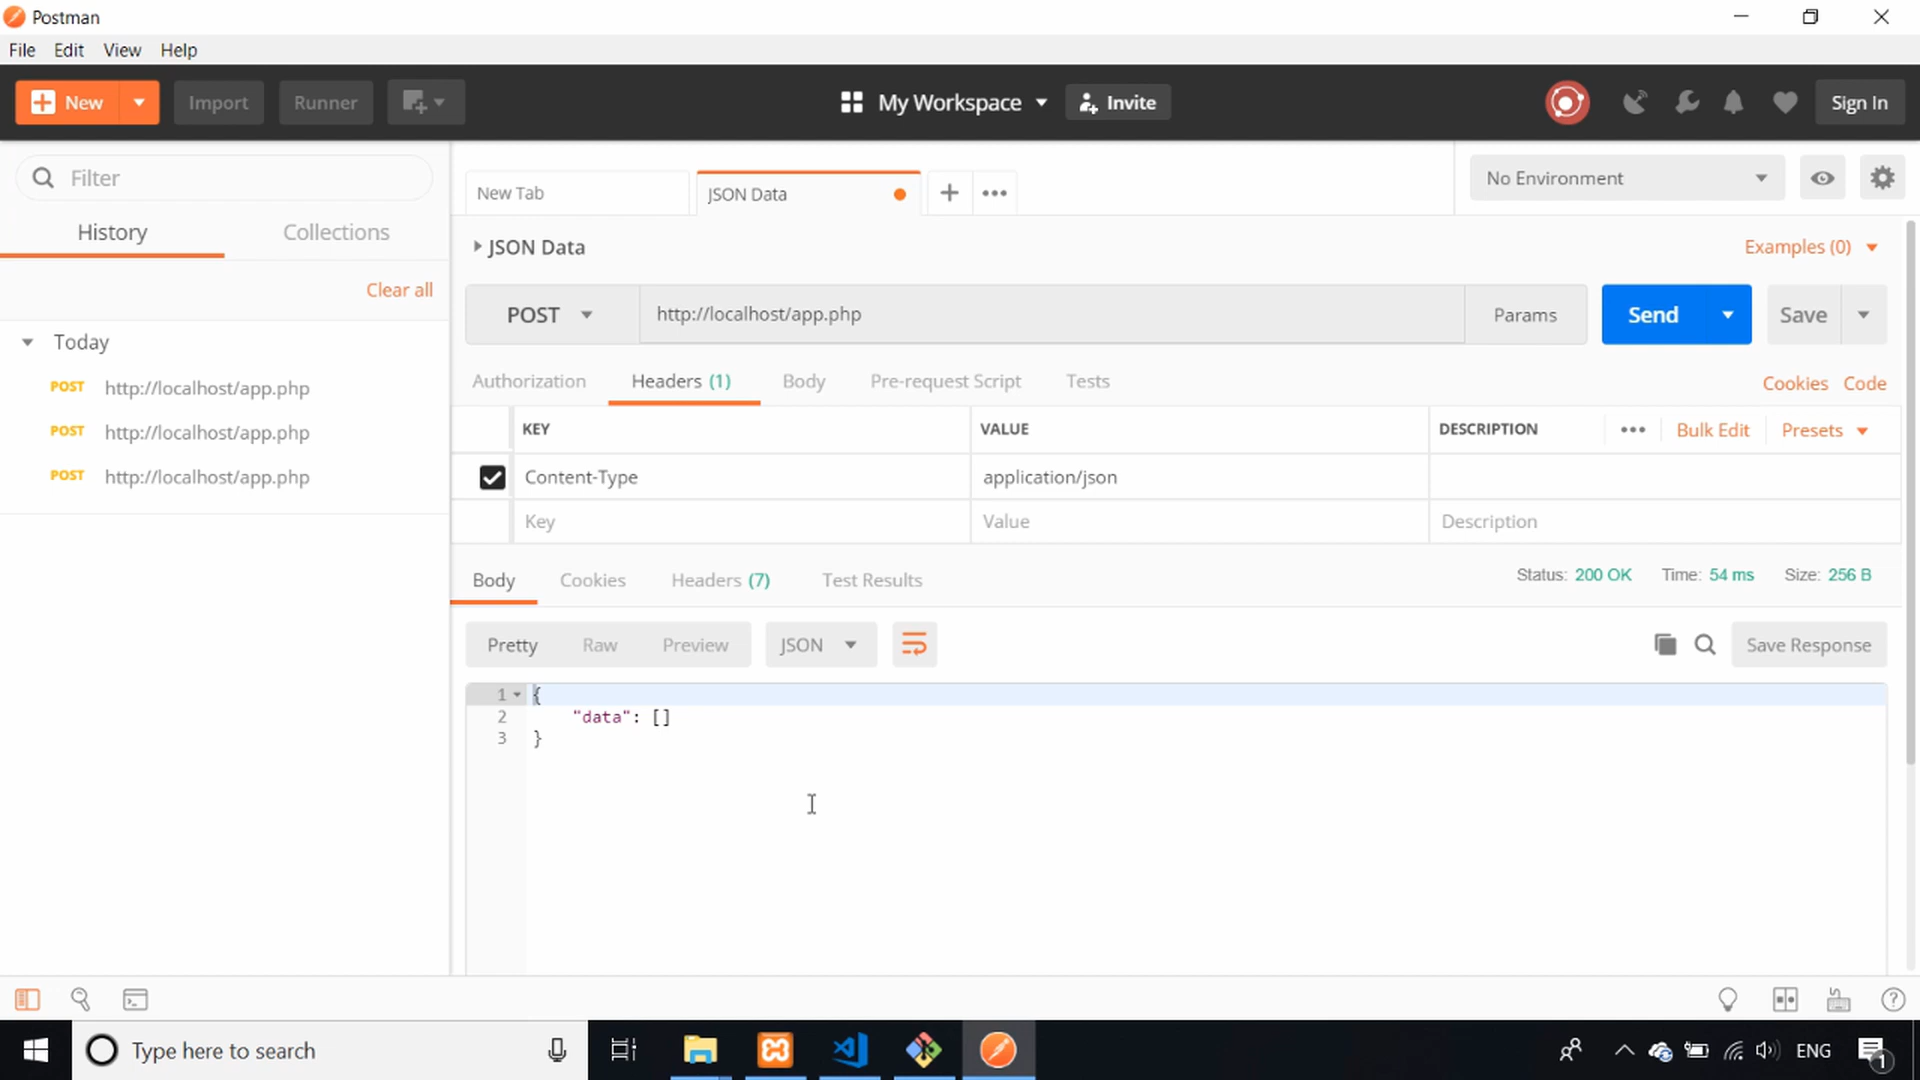 Postman
File Edit View Help
New Import Runner My Workspace Invite Sign In
Filter
History Collections
Clear all
Today
POST http://localhost/app.php
POST http://localhost/app.php
POST http://localhost/app.php
New Tab JSON Data No Environment
JSON Data Examples (0)
POST http://localhost/app.php Params Send Save
Authorization Headers (1) Body Pre-request Script Tests Cookies Code
KEY VALUE DESCRIPTION Bulk Edit Presets
Content-Type application/json
Key Value Description
Body Cookies Headers (7) Test Results Status: 200 OK Time: 54 ms Size: 256 B
Pretty Raw Preview JSON Save Response
1 {
2 "data": []
3 }
Type here to search ENG 1